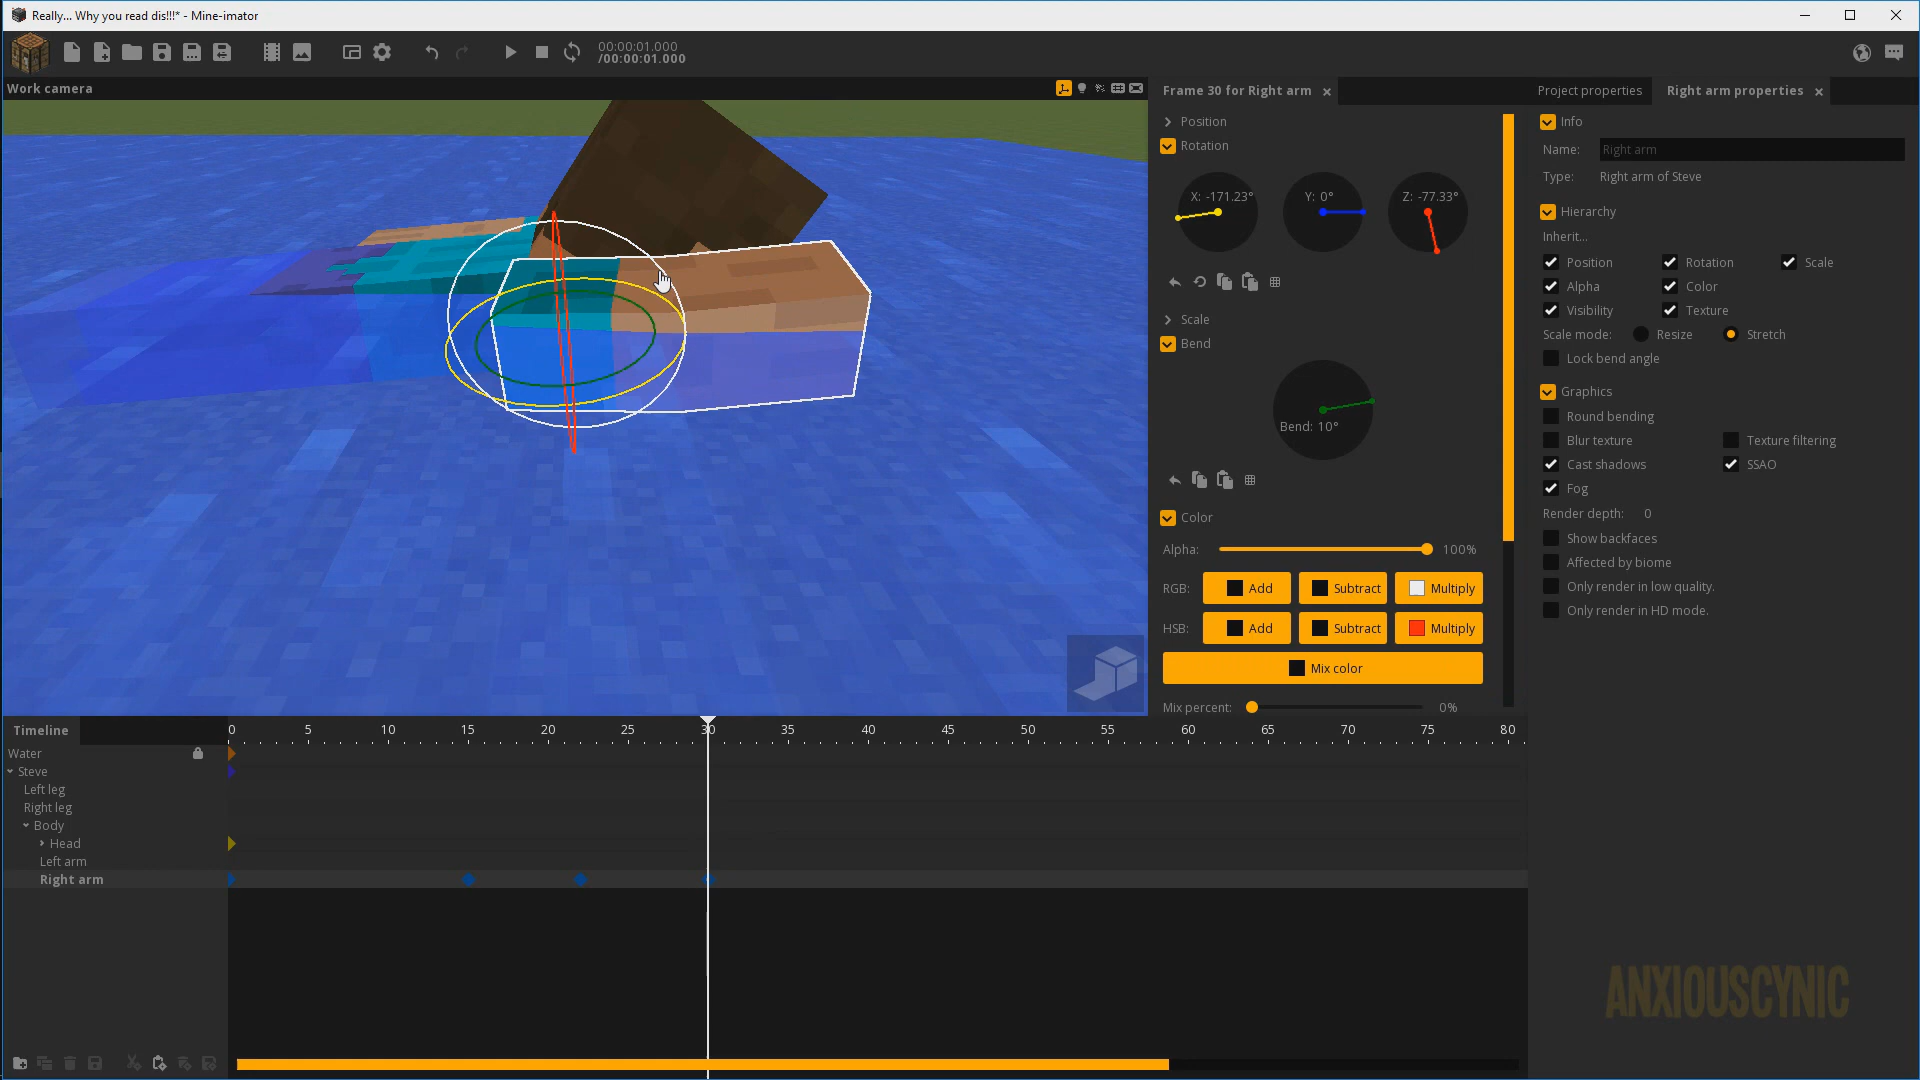 Really... Why you read dis!!!* - Mine-imator
00:00:01.000
/00:00:01.000
Work camera
Frame 30 for Right arm
Project properties
Right arm properties
Position
Rotation
X: -171.23°
Y: 0°
Z: -77.33°
Scale
Bend
Bend: 10°
Color
Alpha: 100%
RGB: Add Subtract Multiply
HSB: Add Subtract Multiply
Mix color
Mix percent: 0%
Info
Name: Right arm
Type: Right arm of Steve
Hierarchy
Inherit...
Position Rotation Scale
Alpha Color
Visibility Texture
Scale mode: Resize Stretch
Lock bend angle
Graphics
Round bending
Blur texture Texture filtering
Cast shadows SSAO
Fog
Render depth: 0
Show backfaces
Affected by biome
Only render in low quality.
Only render in HD mode.
Timeline
0 5 10 15 20 25 30 35 40 45 50 55 60 65 70 75 80
Water
Steve
Left leg
Right leg
Body
Head
Left arm
Right arm
ANXIOUSCYNIC